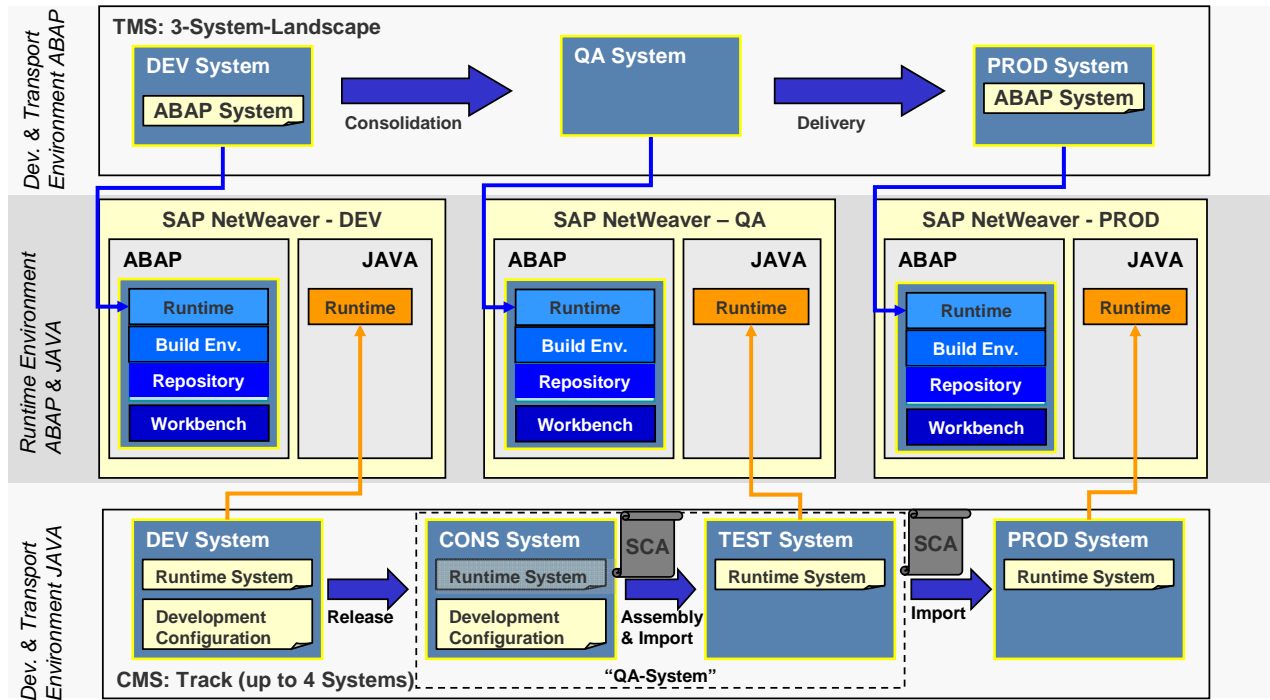 Dev. & Transport
Environment ABAP
TMS: 3-System-Landscape
DEV System
ABAP System
Consolidation
QA System
Delivery
PROD System
ABAP System
Runtime Environment
ABAP & JAVA
SAP NetWeaver - DEV
ABAP
Runtime
Build Env.
Repository
Workbench
JAVA
Runtime
SAP NetWeaver – QA
ABAP
Runtime
Build Env.
Repository
Workbench
JAVA
Runtime
SAP NetWeaver - PROD
ABAP
Runtime
Build Env.
Repository
Workbench
JAVA
Runtime
Dev. & Transport
Environment JAVA
DEV System
Runtime System
Development
Configuration
Release
CONS System
Runtime System
Development
Configuration
SCA
Assembly
& Import
TEST System
Runtime System
SCA
Import
PROD System
Runtime System
CMS: Track (up to 4 Systems)
“QA-System”